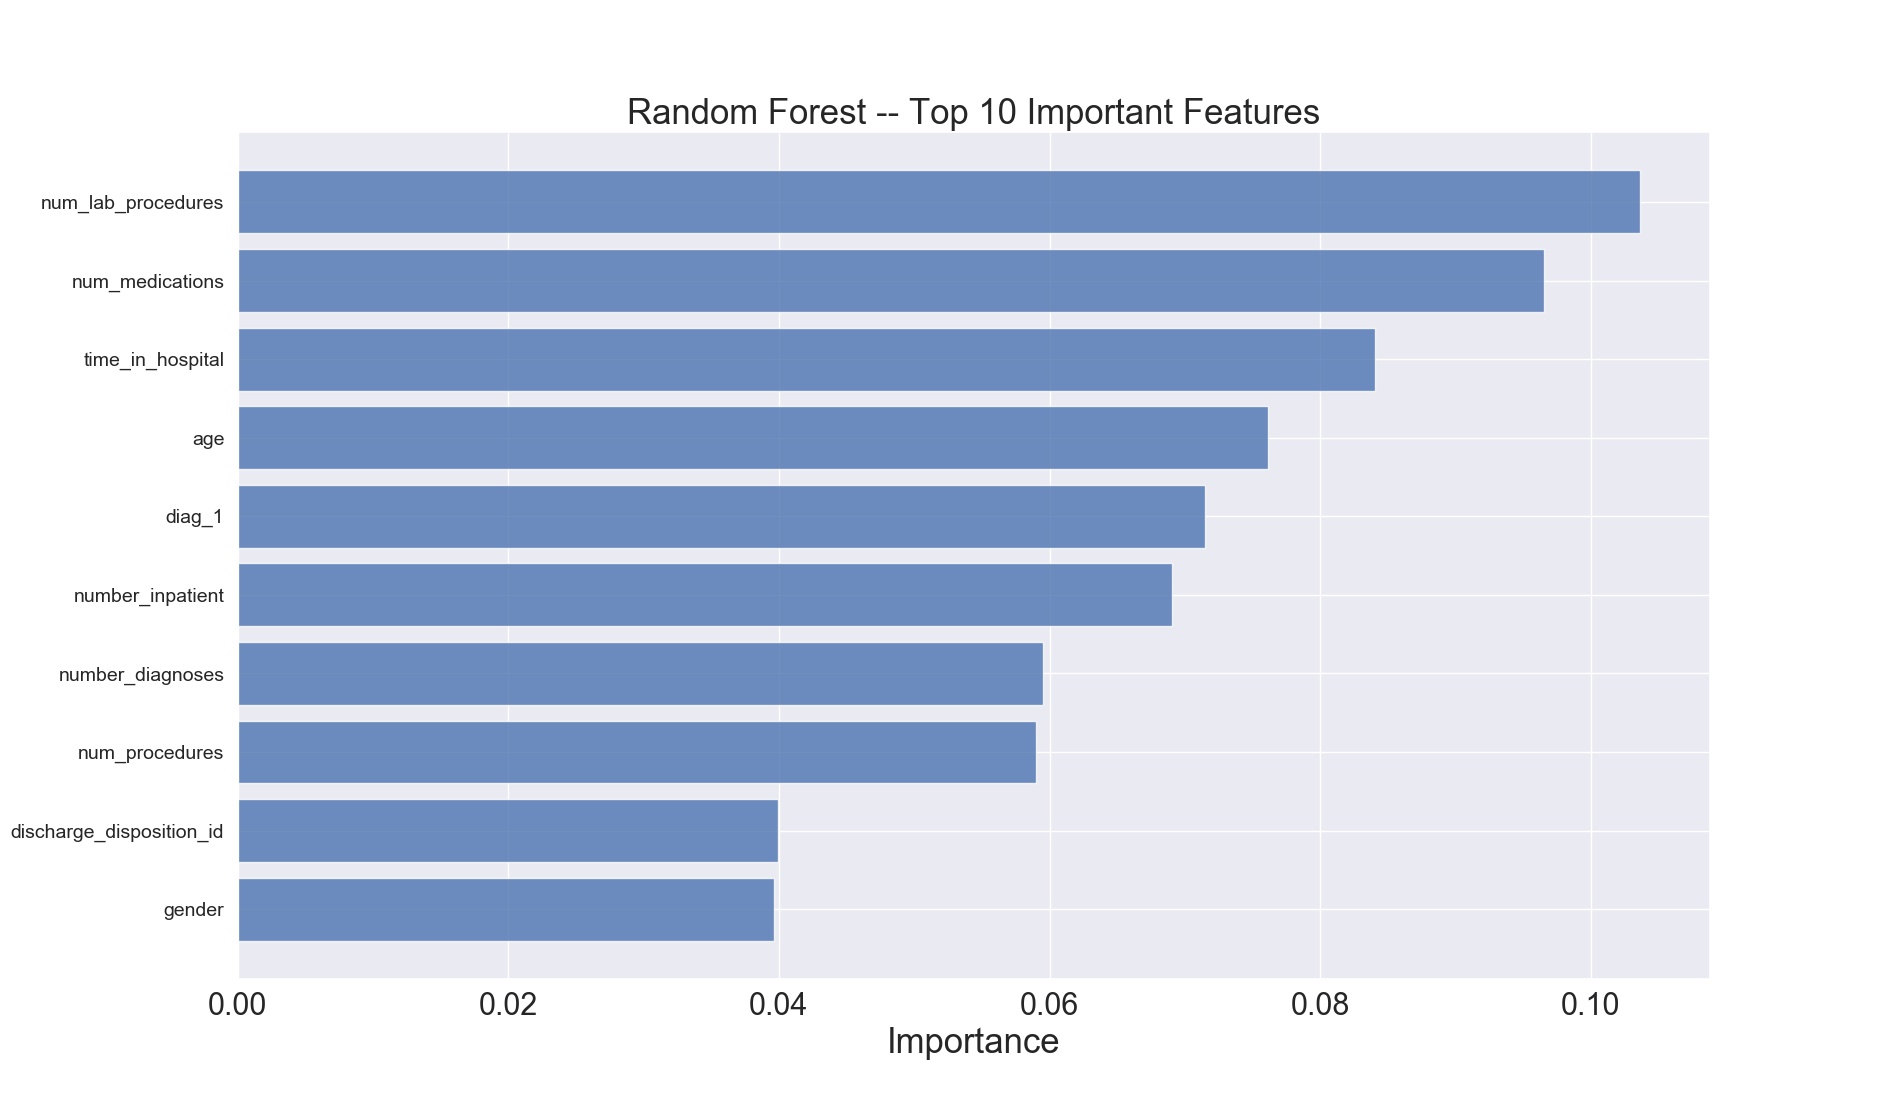 Random Forest -- Top 10 Important Features
num_lab_procedures
num_medications
time_in_hospital
age
diag_1
number_inpatient
number_diagnoses
num_procedures
discharge_disposition_id
gender
0.00 0.02 0.04 0.06 0.08 0.10
Importance